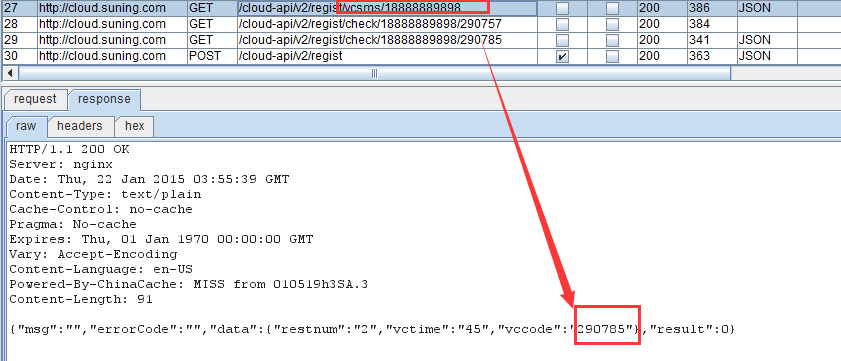 27 http://cloud.suning.com GET /cloud-api/v2/regist/vcsms/18888889898 200 386 JSON
28 http://cloud.suning.com GET /cloud-api/v2/regist/check/18888889898/290757 200 384
29 http://cloud.suning.com GET /cloud-api/v2/regist/check/18888889898/290785 200 341 JSON
30 http://cloud.suning.com POST /cloud-api/v2/regist 200 363 JSON
request response
raw headers hex
HTTP/1.1 200 OK
Server: nginx
Date: Thu, 22 Jan 2015 03:55:39 GMT
Content-Type: text/plain
Cache-Control: no-cache
Pragma: No-cache
Expires: Thu, 01 Jan 1970 00:00:00 GMT
Vary: Accept-Encoding
Content-Language: en-US
Powered-By-ChinaCache: MISS from 010519h3SA.3
Content-Length: 91
{"msg":"","errorCode":"","data":{"restnum":"2","vctime":"45","vccode":"290785"},"result":0}